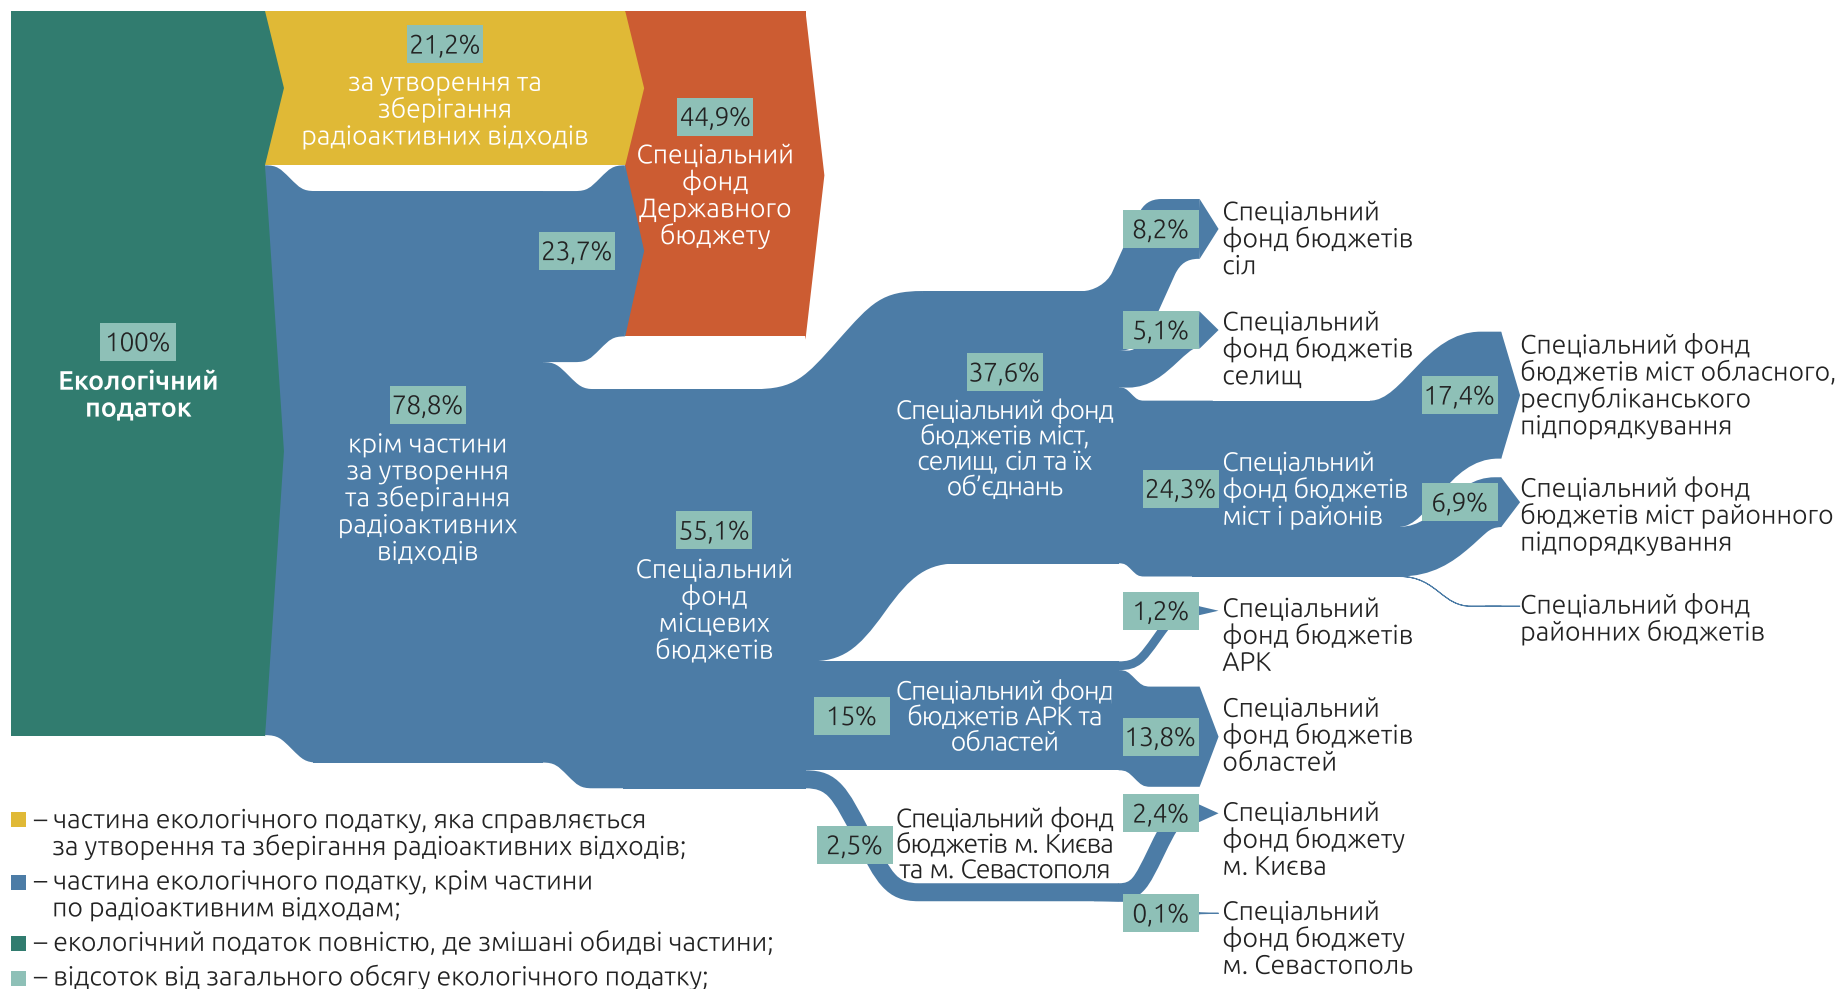 100%
Екологічний
податок
21,2%
за утворення та
зберігання
радіоактивних відходів
44,9%
Спеціальний
фонд
Державного
бюджету
23,7%
78,8%
крім частини
за утворення
та зберігання
радіоактивних
відходів
55,1%
Спеціальний
фонд
місцевих
бюджетів
37,6%
Спеціальний фонд
бюджетів міст,
селищ, сіл та їх
об’єднань
8,2%
Спеціальний
фонд бюджетів
сіл
5,1%
Спеціальний
фонд бюджетів
селищ
24,3%
Спеціальний
фонд бюджетів
міст і районів
17,4%
Спеціальний фонд
бюджетів міст обласного,
республіканського
підпорядкування
6,9%
Спеціальний фонд
бюджетів міст районного
підпорядкування
Спеціальний фонд
районних бюджетів
15%
Спеціальний фонд
бюджетів АРК та
областей
1,2%
Спеціальний
фонд бюджетів
АРК
13,8%
Спеціальний
фонд бюджетів
областей
2,5%
Спеціальний фонд
бюджетів м. Києва
та м. Севастополя
2,4%
Спеціальний
фонд бюджету
м. Києва
0,1%
Спеціальний
фонд бюджету
м. Севастополь
– частина екологічного податку, яка справляється
за утворення та зберігання радіоактивних відходів;
– частина екологічного податку, крім частини
по радіоактивним відходам;
– екологічний податок повністю, де змішані обидві частини;
– відсоток від загального обсягу екологічного податку;